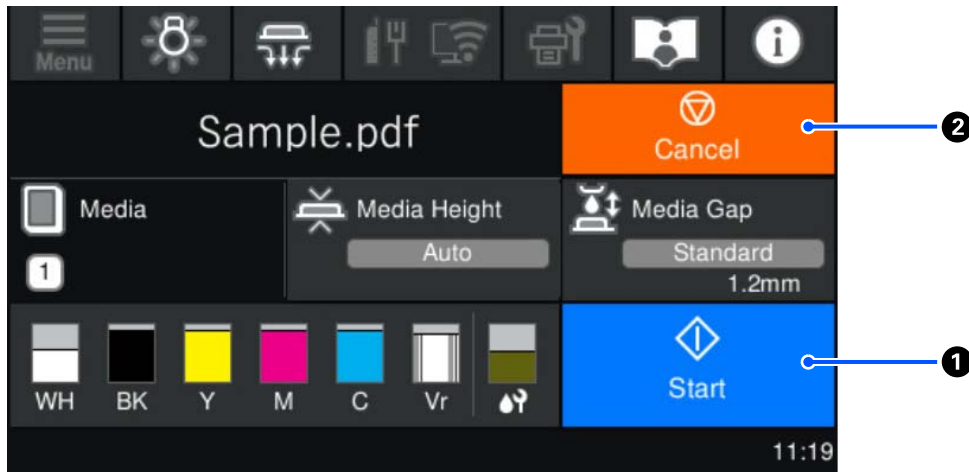 Menu
Sample.pdf
Cancel
2
Media
Media Height
Media Gap
Auto
Standard
1
1.2mm
Start
1
WH BK Y M C Vr
11:19